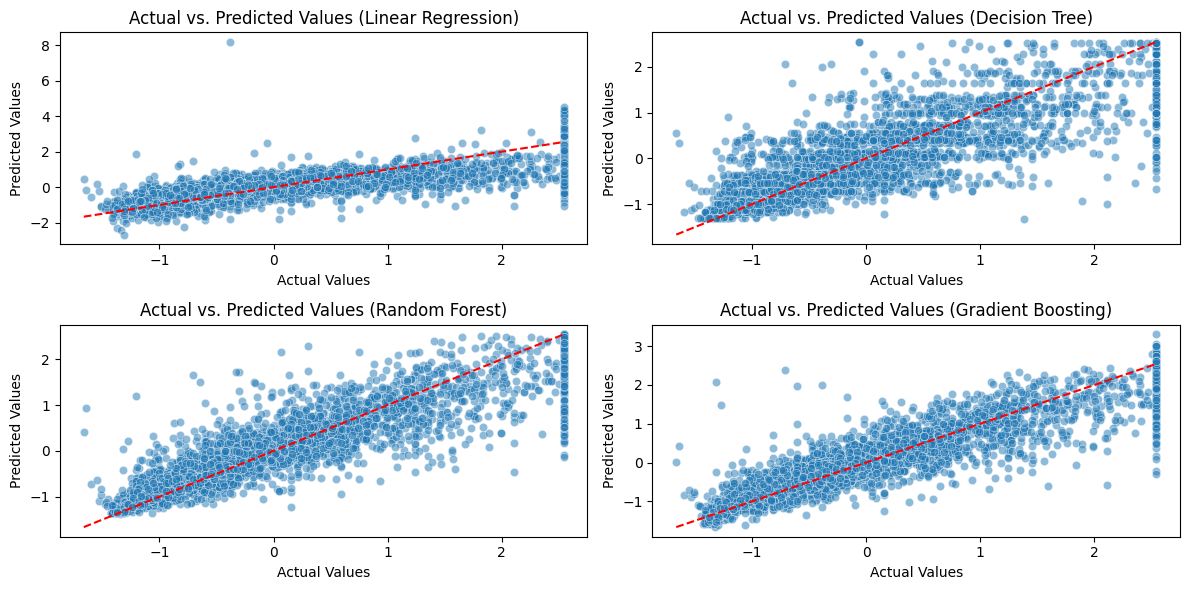 Actual vs. Predicted Values (Linear Regression)
8
6
4
2
0
−2
Predicted Values
−1
0
1
2
Actual Values
Actual vs. Predicted Values (Decision Tree)
2
1
0
−1
Predicted Values
−1
0
1
2
Actual Values
Actual vs. Predicted Values (Random Forest)
2
1
0
−1
Predicted Values
−1
0
1
2
Actual Values
Actual vs. Predicted Values (Gradient Boosting)
3
2
1
0
−1
Predicted Values
−1
0
1
2
Actual Values